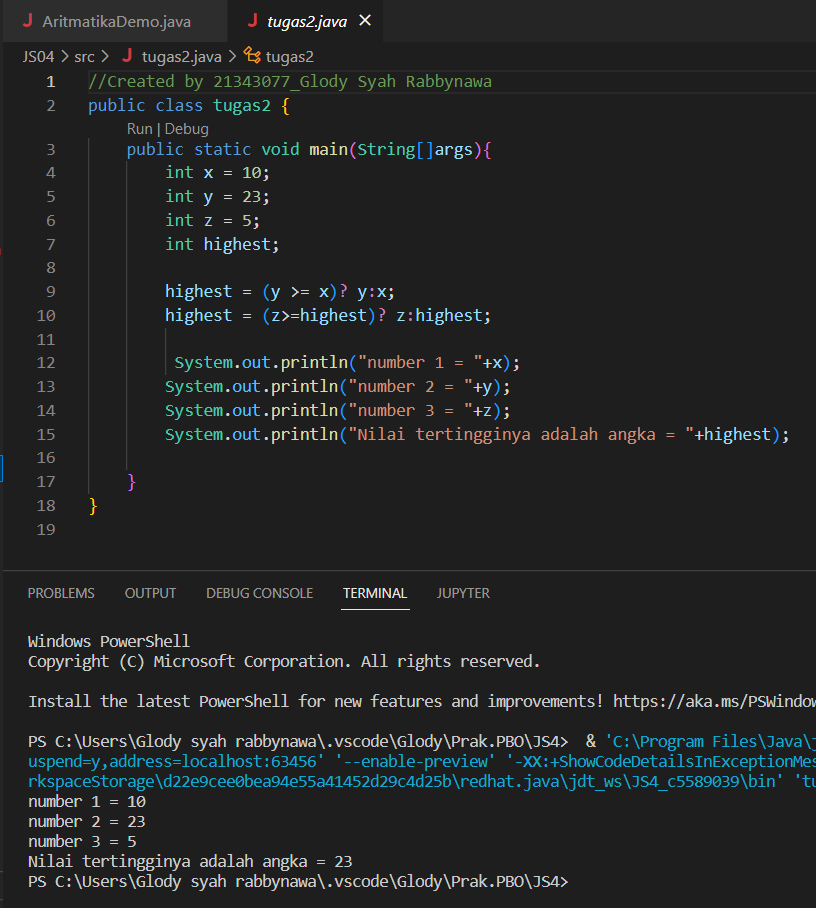 J AritmatikaDemo.java J tugas2.java ×
JS04 > src > J tugas2.java > tugas2
1 //Created by 21343077_Glody Syah Rabbynawa
2 public class tugas2 {
Run | Debug
3 public static void main(String[]args){
4 int x = 10;
5 int y = 23;
6 int z = 5;
7 int highest;
8
9 highest = (y >= x)? y:x;
10 highest = (z>=highest)? z:highest;
11
12 System.out.println("number 1 = "+x);
13 System.out.println("number 2 = "+y);
14 System.out.println("number 3 = "+z);
15 System.out.println("Nilai tertingginya adalah angka = "+highest);
16
17 }
18 }
19
PROBLEMS OUTPUT DEBUG CONSOLE TERMINAL JUPYTER
Windows PowerShell
Copyright (C) Microsoft Corporation. All rights reserved.
Install the latest PowerShell for new features and improvements! https://aka.ms/PSWindow
PS C:\Users\Glody syah rabbynawa\.vscode\Glody\Prak.PBO\JS4> & 'C:\Program Files\Java\j
uspend=y,address=localhost:63456' '--enable-preview' '-XX:+ShowCodeDetailsInExceptionMes
rkspaceStorage\d22e9cee0bea94e55a41452d29c4d25b\redhat.java\jdt_ws\JS4_c5589039\bin' 'tu
number 1 = 10
number 2 = 23
number 3 = 5
Nilai tertingginya adalah angka = 23
PS C:\Users\Glody syah rabbynawa\.vscode\Glody\Prak.PBO\JS4>